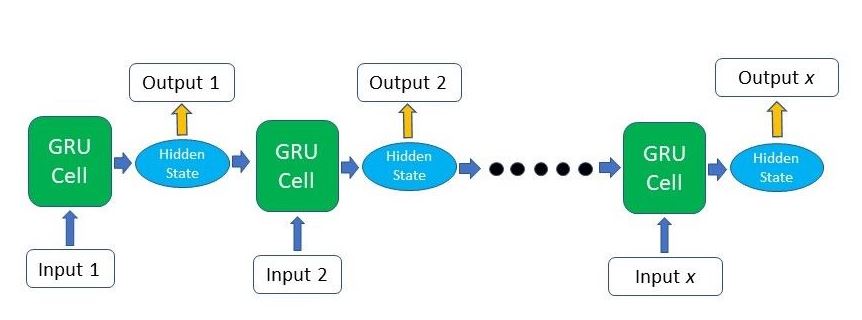 Output 1
Output 2
Output x
GRU
Cell
Hidden
State
GRU
Cell
Hidden
State
GRU
Cell
Hidden
State
Input 1
Input 2
Input x